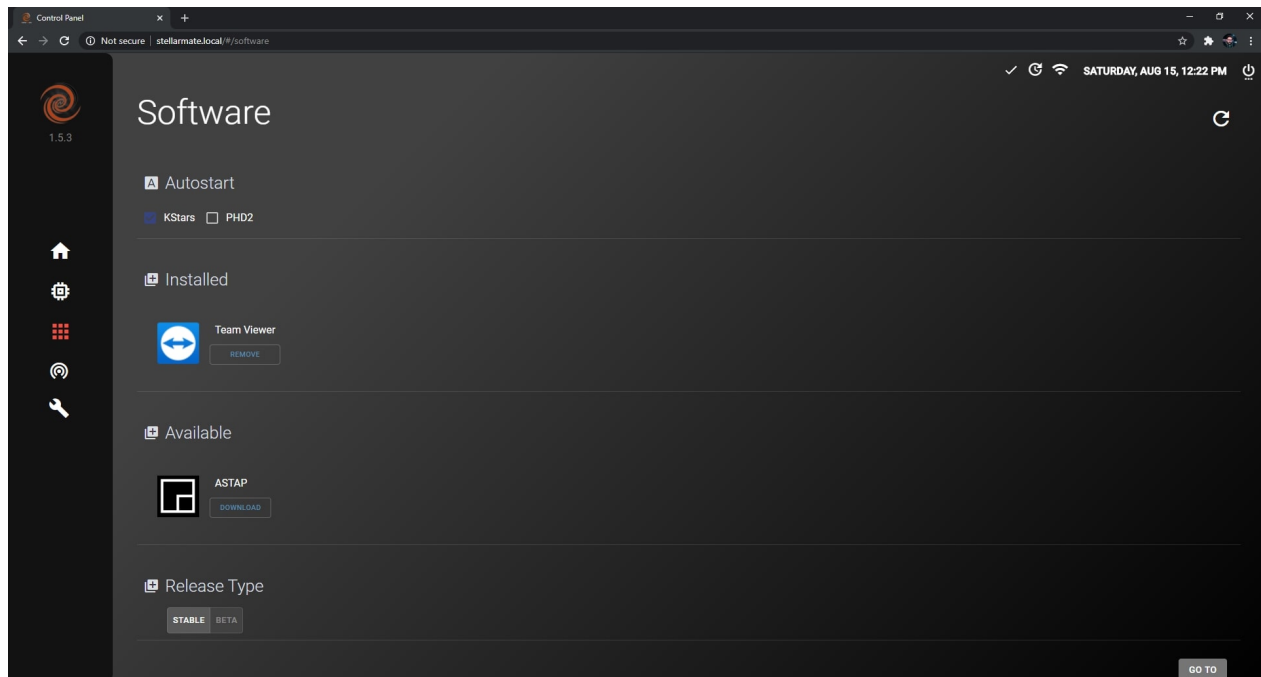 Control Panel
Not secure | stellarmate.local/#/software
SATURDAY, AUG 15, 12:22 PM
1.5.3
Software
A Autostart
KStars PHD2
Installed
Team Viewer
REMOVE
Available
ASTAP
DOWNLOAD
Release Type
STABLE BETA
GO TO